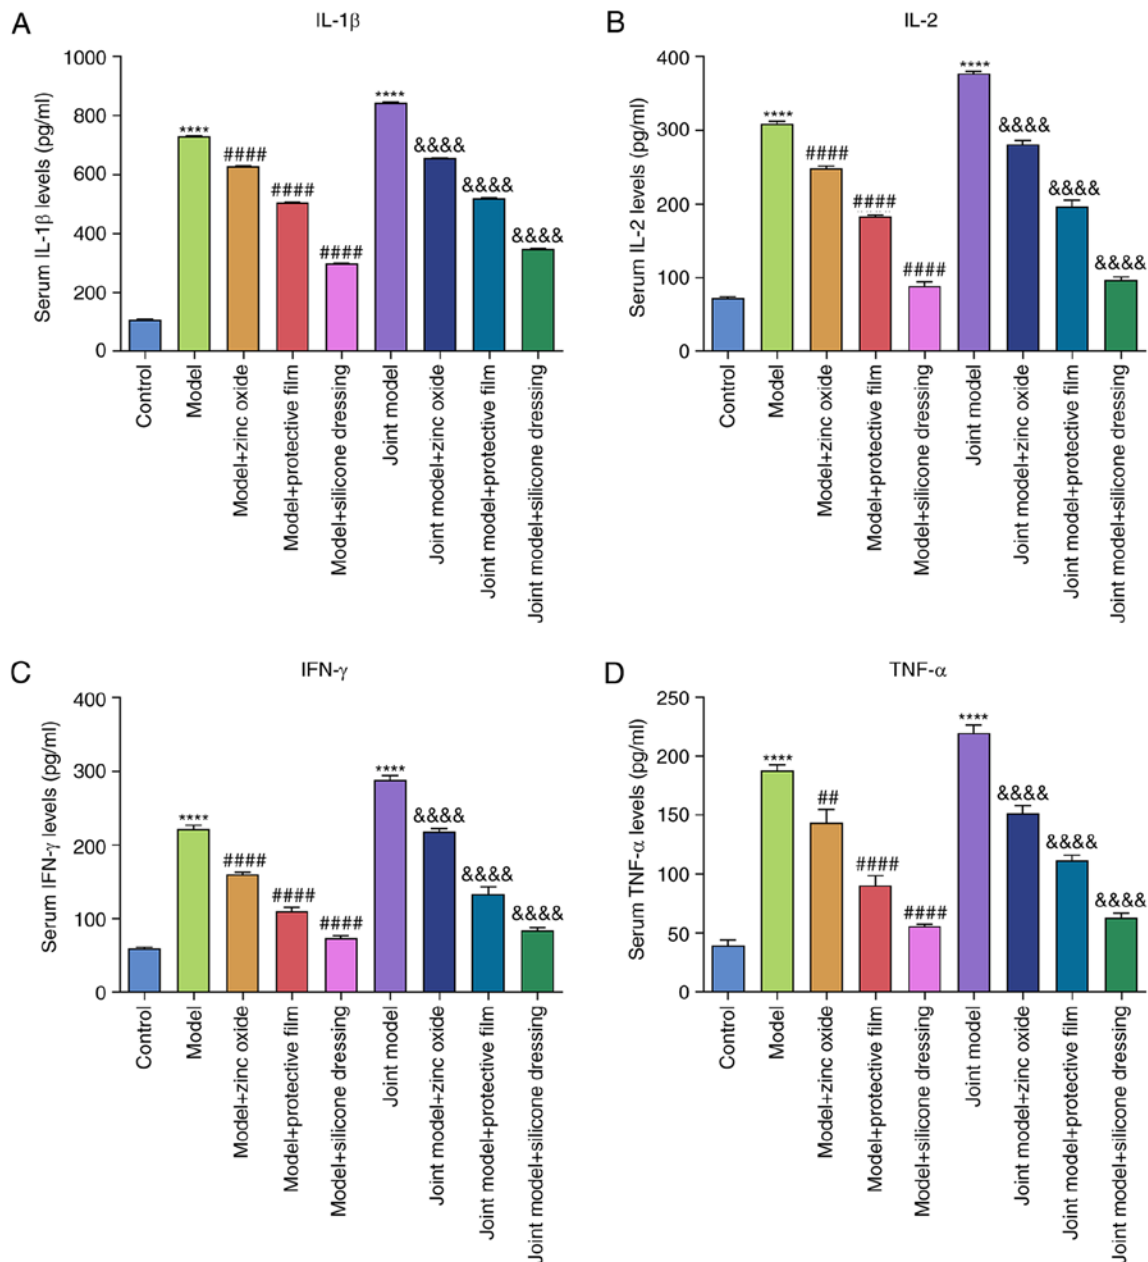 A
IL-1β
Serum IL-1β levels (pg/ml)
1000
800
600
400
200
0
****
####
####
####
****
&&&&
&&&&
&&&&
Control
Model
Model+zinc oxide
Model+protective film
Model+silicone dressing
Joint model
Joint model+zinc oxide
Joint model+protective film
Joint model+silicone dressing
B
IL-2
Serum IL-2 levels (pg/ml)
400
300
200
100
0
****
####
####
####
****
&&&&
&&&&
&&&&
Control
Model
Model+zinc oxide
Model+protective film
Model+silicone dressing
Joint model
Joint model+zinc oxide
Joint model+protective film
Joint model+silicone dressing
C
IFN-γ
Serum IFN-γ levels (pg/ml)
400
300
200
100
0
****
####
####
####
****
&&&&
&&&&
&&&&
Control
Model
Model+zinc oxide
Model+protective film
Model+silicone dressing
Joint model
Joint model+zinc oxide
Joint model+protective film
Joint model+silicone dressing
D
TNF-α
Serum TNF-α levels (pg/ml)
250
200
150
100
50
0
****
##
####
####
****
&&&&
&&&&
&&&&
Control
Model
Model+zinc oxide
Model+protective film
Model+silicone dressing
Joint model
Joint model+zinc oxide
Joint model+protective film
Joint model+silicone dressing